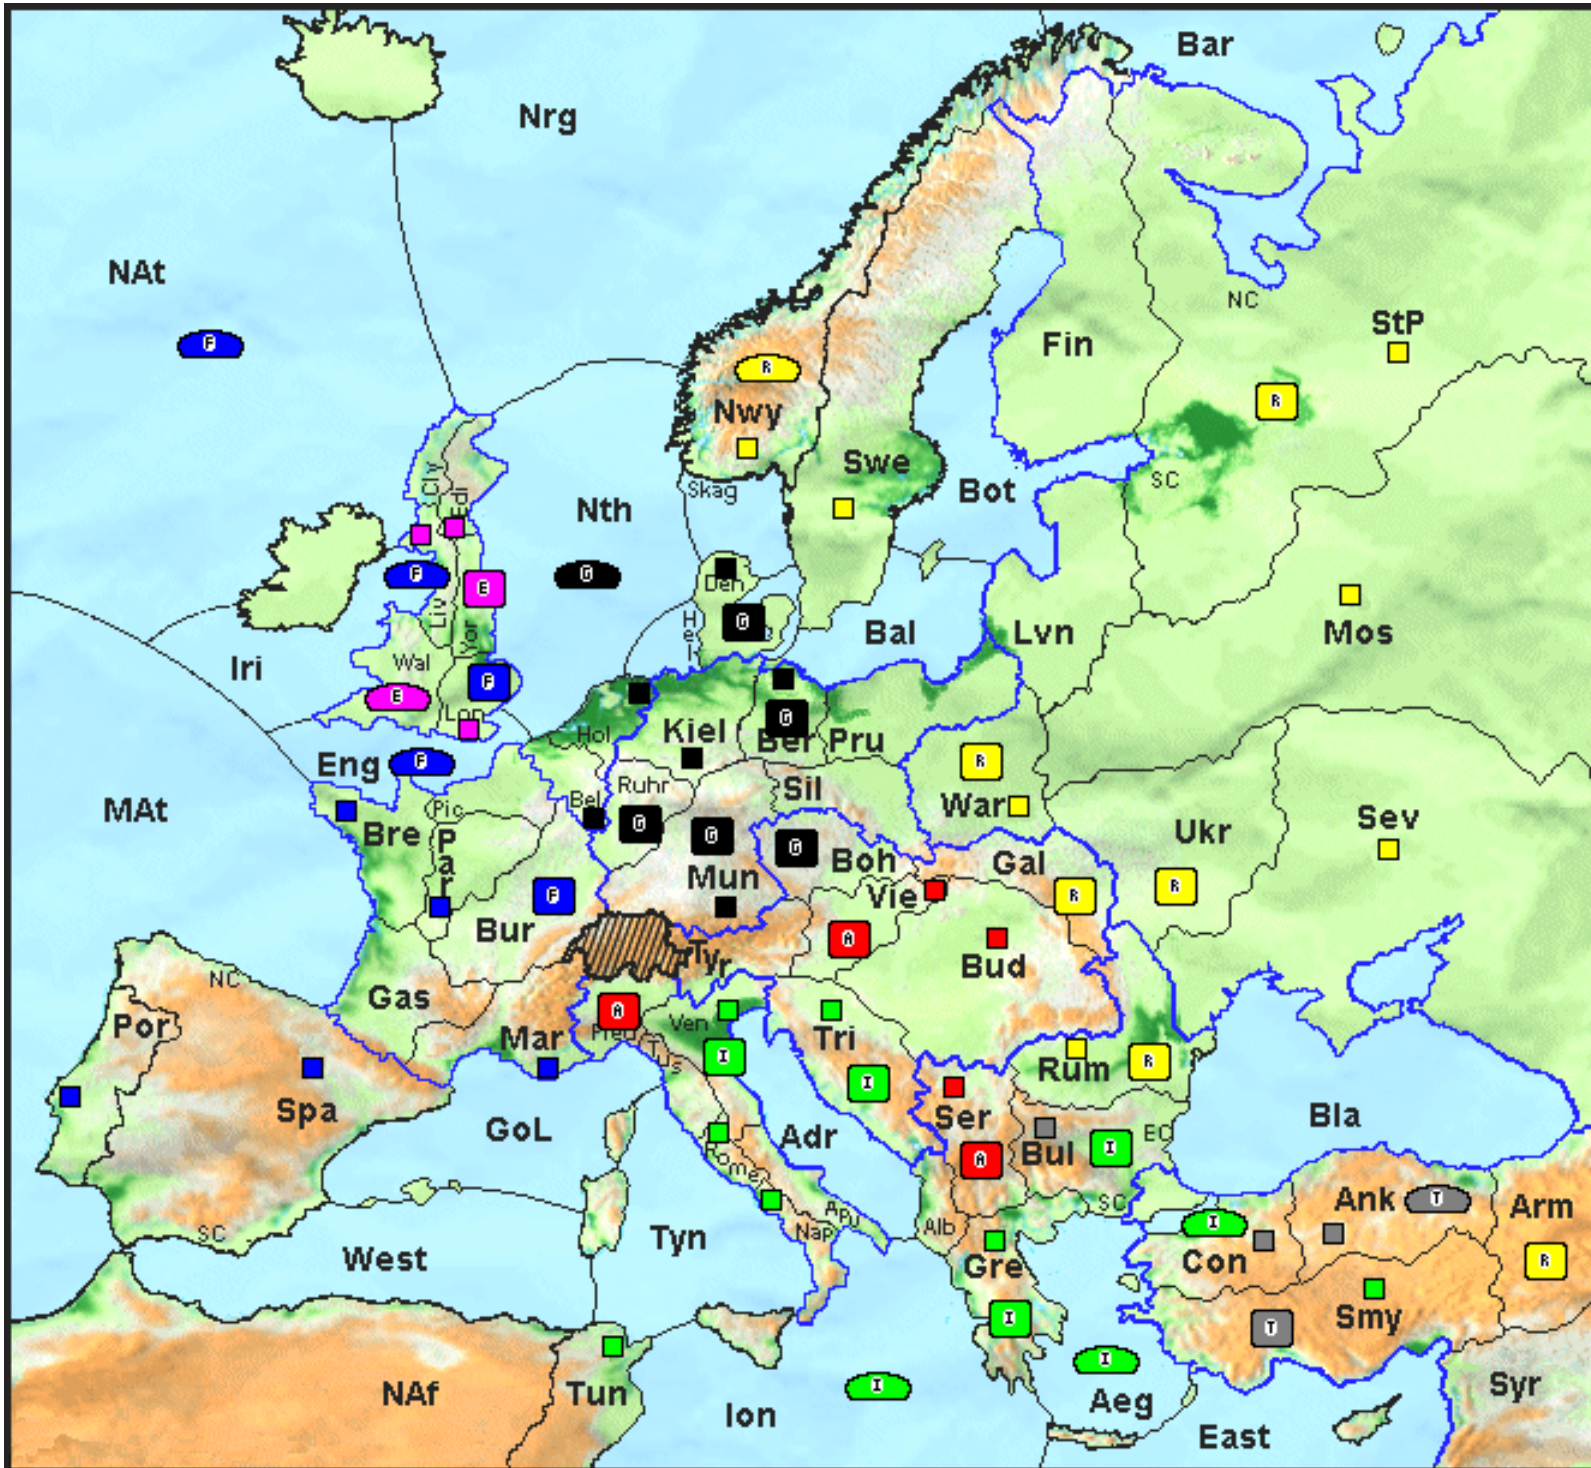 Bar
Nrg
NAt
NC
StP
Fin
F
R
R
Nwy
Swe
Cly
Edi
SC
Skag
Bot
Nth
F
G
E
Den
Mos
G
Hel
Bal
Lvn
Liv
Yor
Iri
Wal
F
E
Lon
Hol
Kiel
G
Ber
Pru
Eng
F
R
Ruhr
Sil
War
MAt
Pic
Bel
Bre
Par
G
G
G
Boh
Gal
Ukr
Sev
Mun
Vie
R
R
F
Bur
A
Bud
Tyr
Gas
NC
Por
A
Pied
Ven
Tus
Tri
Mar
I
I
Rum
R
Spa
GoL
Adr
Ser
Bla
Bul
I
EC
A
Rome
SC
Ank
T
Arm
Apu
Nap
Alb
I
SC
West
Tyn
Gre
Con
R
Smy
I
T
I
I
NAf
Tun
Ion
Aeg
Syr
East